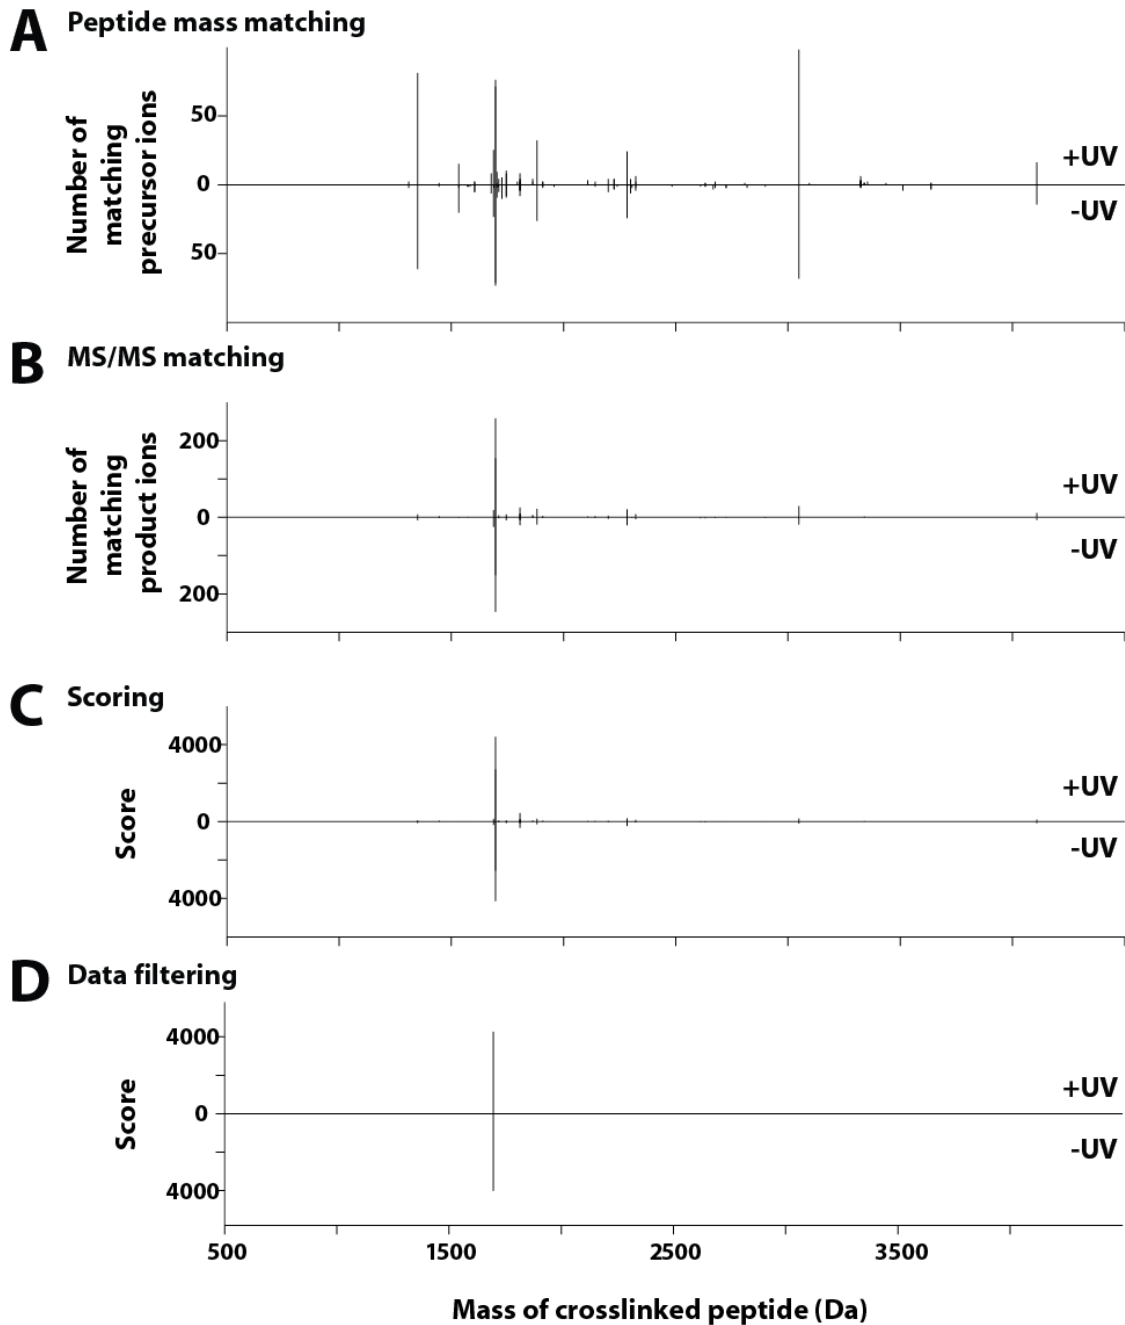 A Peptide mass matching
Number of
matching
precursor ions
50
0
50
+UV
-UV
B MS/MS matching
Number of
matching
product ions
200
0
200
+UV
-UV
C Scoring
Score
4000
0
4000
+UV
-UV
D Data filtering
Score
4000
0
4000
+UV
-UV
500 1500 2500 3500
Mass of crosslinked peptide (Da)